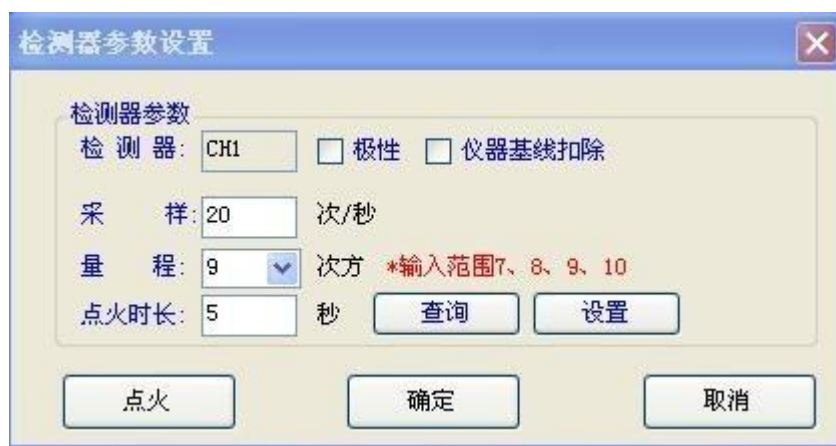 检测器参数设置
检测器参数
检 测 器: CH1 极性 仪器基线扣除
采 样: 20 次/秒
量 程: 9 次方 *输入范围7、8、9、10
点火时长: 5 秒 查询 设置
点火 确定 取消